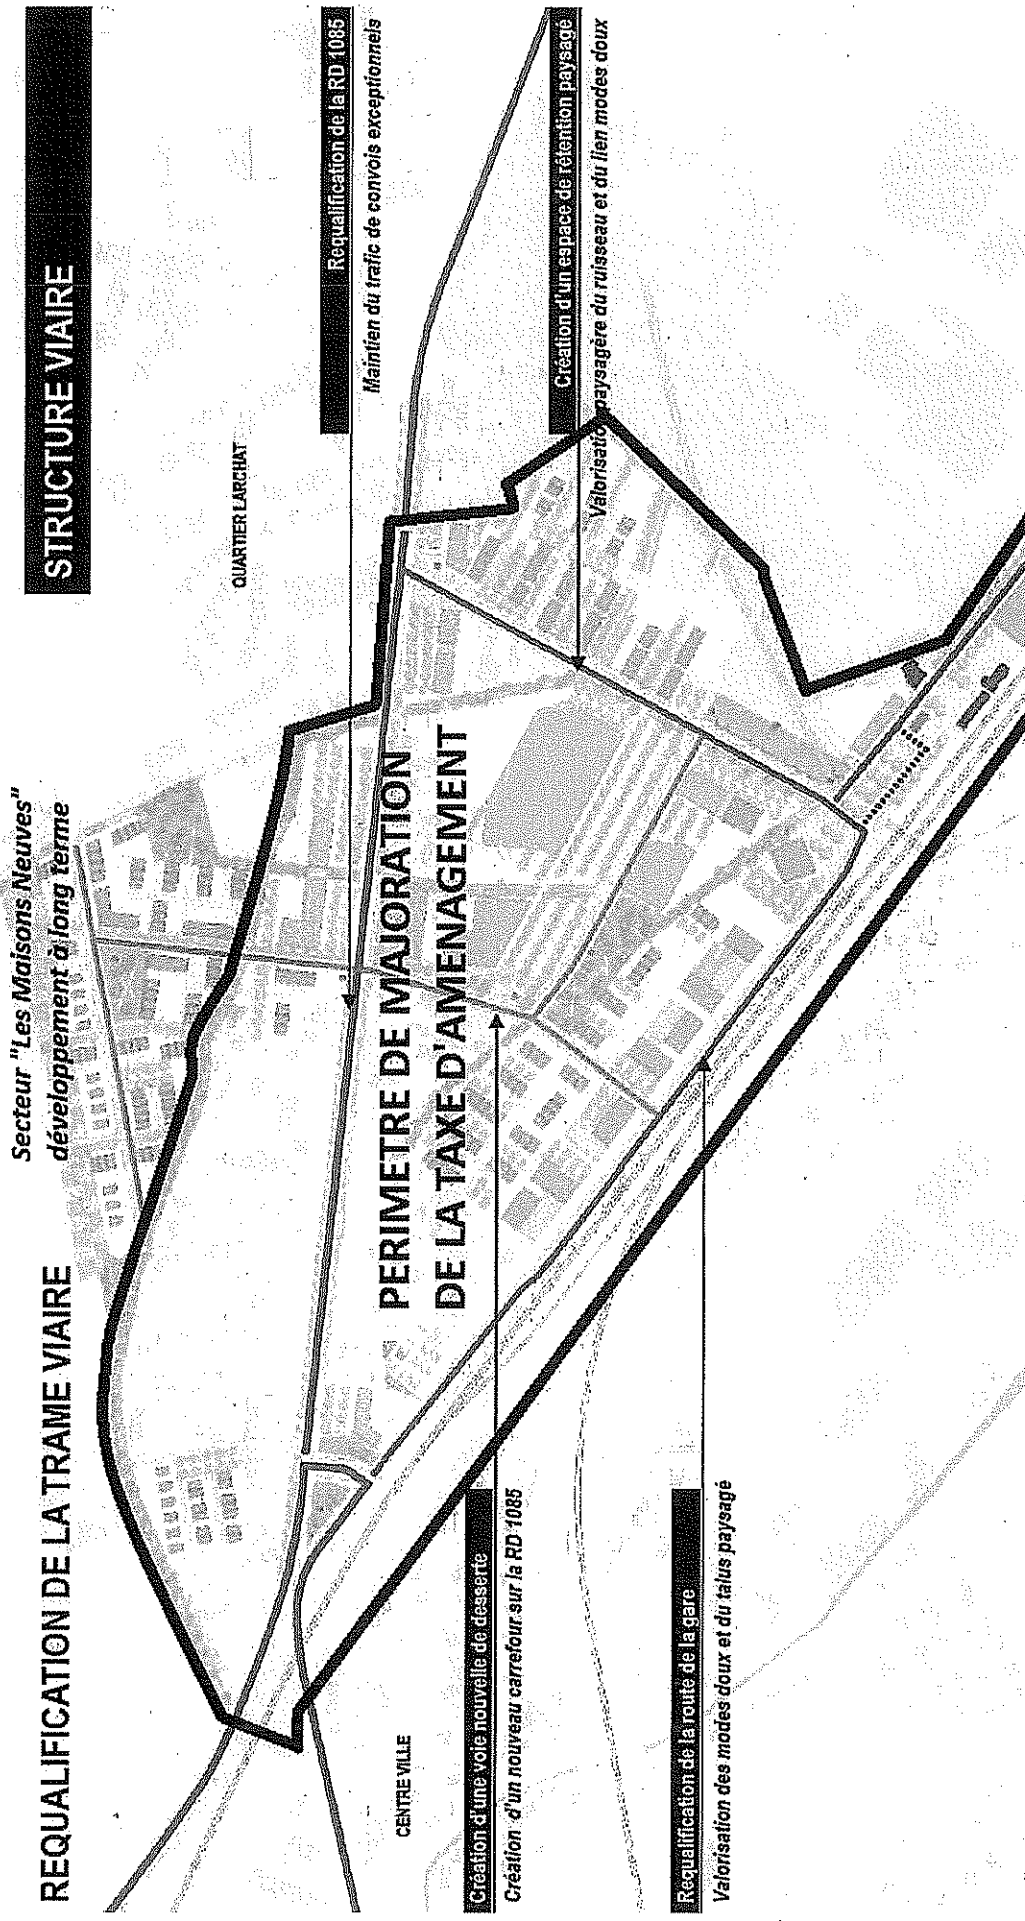 REQUALIFICATION DE LA TRAME VIAIRE
Secteur "Les Maisons Neuves"
développement à long terme
STRUCTURE VIAIRE
QUARTIER LARCHAT
Requalification de la RD 1085
Maintien du trafic de convois exceptionnels
PERIMETRE DE MAJORATION
DE LA TAXE D'AMENAGEMENT
Création d'un espace de rétention paysagé
Valorisation paysagère du ruisseau et du lien modes doux
CENTRE VILLE
Création d'une voie nouvelle de desserte
Création d'un nouveau carrefour sur la RD 1085
Requalification de la route de la gare
Valorisation des modes doux et du talus paysagé